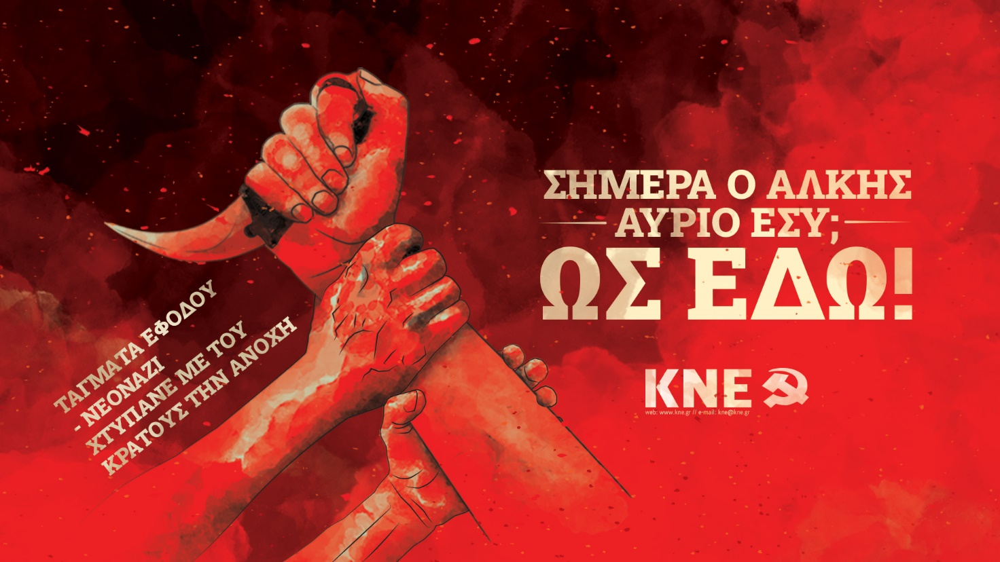 ΤΑΓΜΑΤΑ ΕΦΟΔΟΥ
- ΝΕΟΝΑΖΙ
ΧΤΥΠΑΝΕ ΜΕ ΤΟΥ
ΚΡΑΤΟΥΣ ΤΗΝ ΑΝΟΧΗ
ΣΗΜΕΡΑ Ο ΑΛΚΗΣ
ΑΥΡΙΟ ΕΣΥ;
ΩΣ ΕΔΩ!
ΚΝΕ
web: www.kne.gr // e-mail: kne@kne.gr